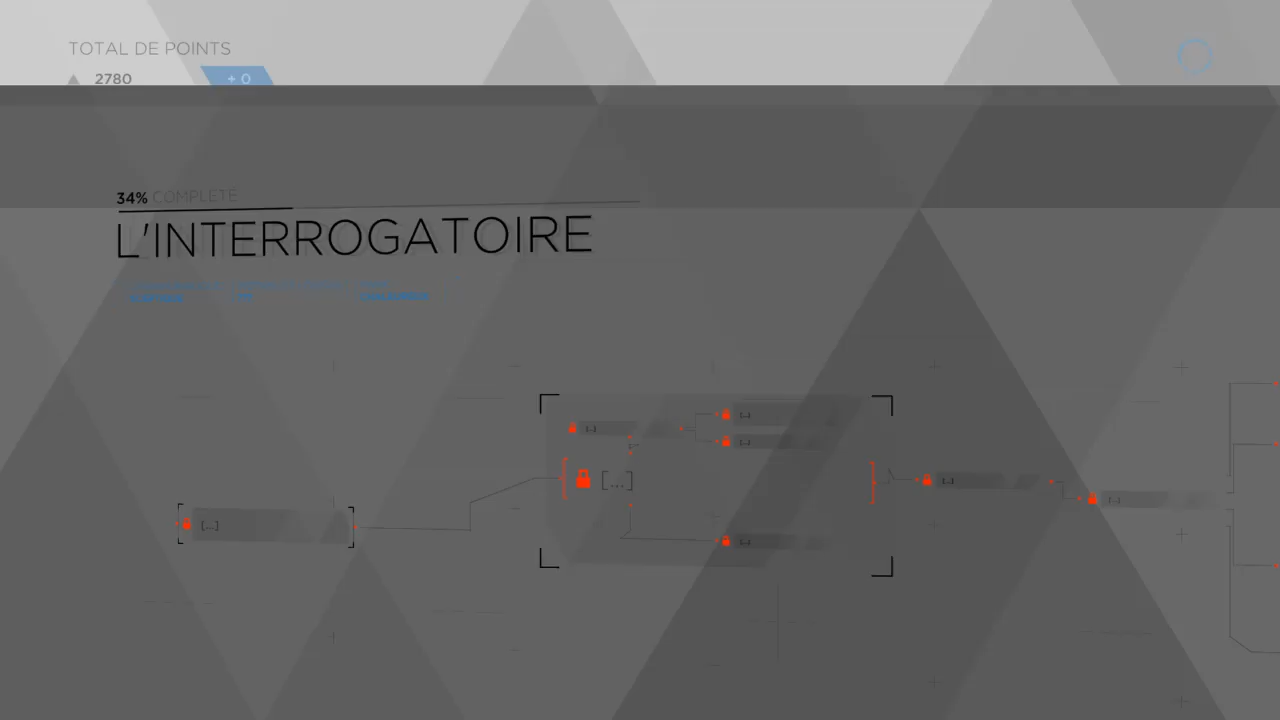 TOTAL DE POINTS
2780 + 0
34% COMPLETE
L'INTERROGATOIRE
[...] [...]
[...] [...]
[...] [...]
[...]
[...]
[...]